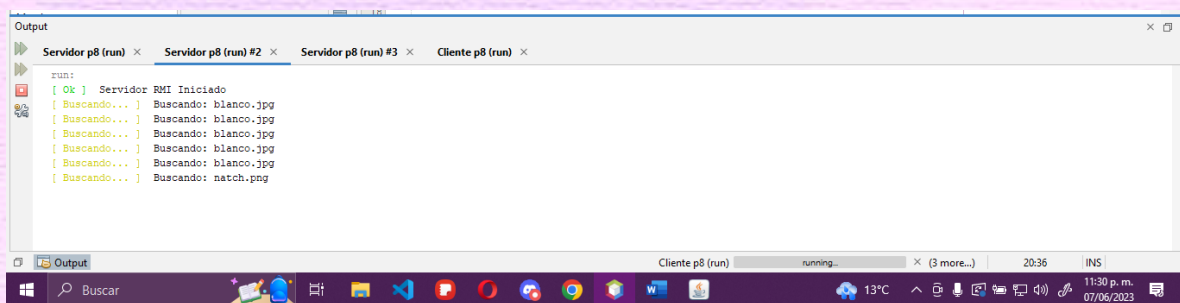 Output
Servidor p8 (run) × Servidor p8 (run) #2 × Servidor p8 (run) #3 × Cliente p8 (run) ×
run:
[ Ok ] Servidor RMI Iniciado
[ Buscando... ] Buscando: blanco.jpg
[ Buscando... ] Buscando: blanco.jpg
[ Buscando... ] Buscando: blanco.jpg
[ Buscando... ] Buscando: blanco.jpg
[ Buscando... ] Buscando: blanco.jpg
[ Buscando... ] Buscando: natch.png
Output Cliente p8 (run) running... × (3 more...) 20:36 INS
Buscar 13°C 11:30 p. m.
07/06/2023